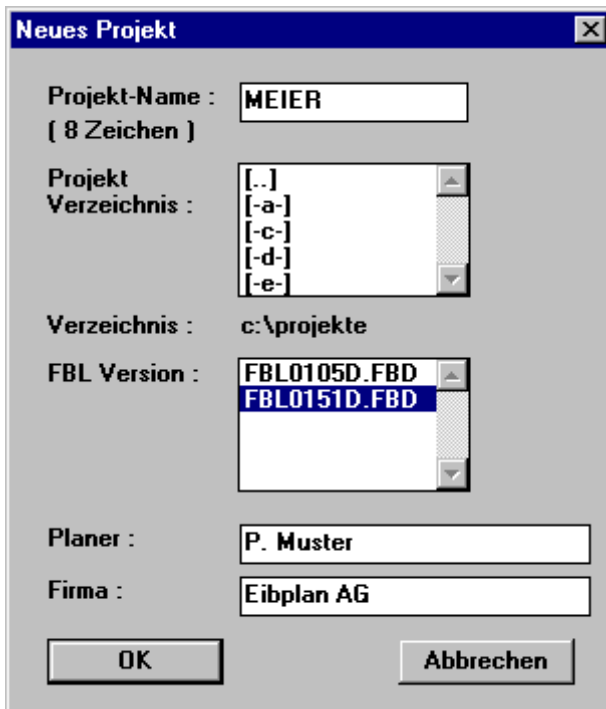 Neues Projekt
Projekt-Name : MEIER
( 8 Zeichen )
Projekt
Verzeichnis :
[..]
[-a-]
[-c-]
[-d-]
[-e-]
Verzeichnis : c:\projekte
FBL Version : FBL0105D.FBD
FBL0151D.FBD
Planer : P. Muster
Firma : Eibplan AG
OK Abbrechen